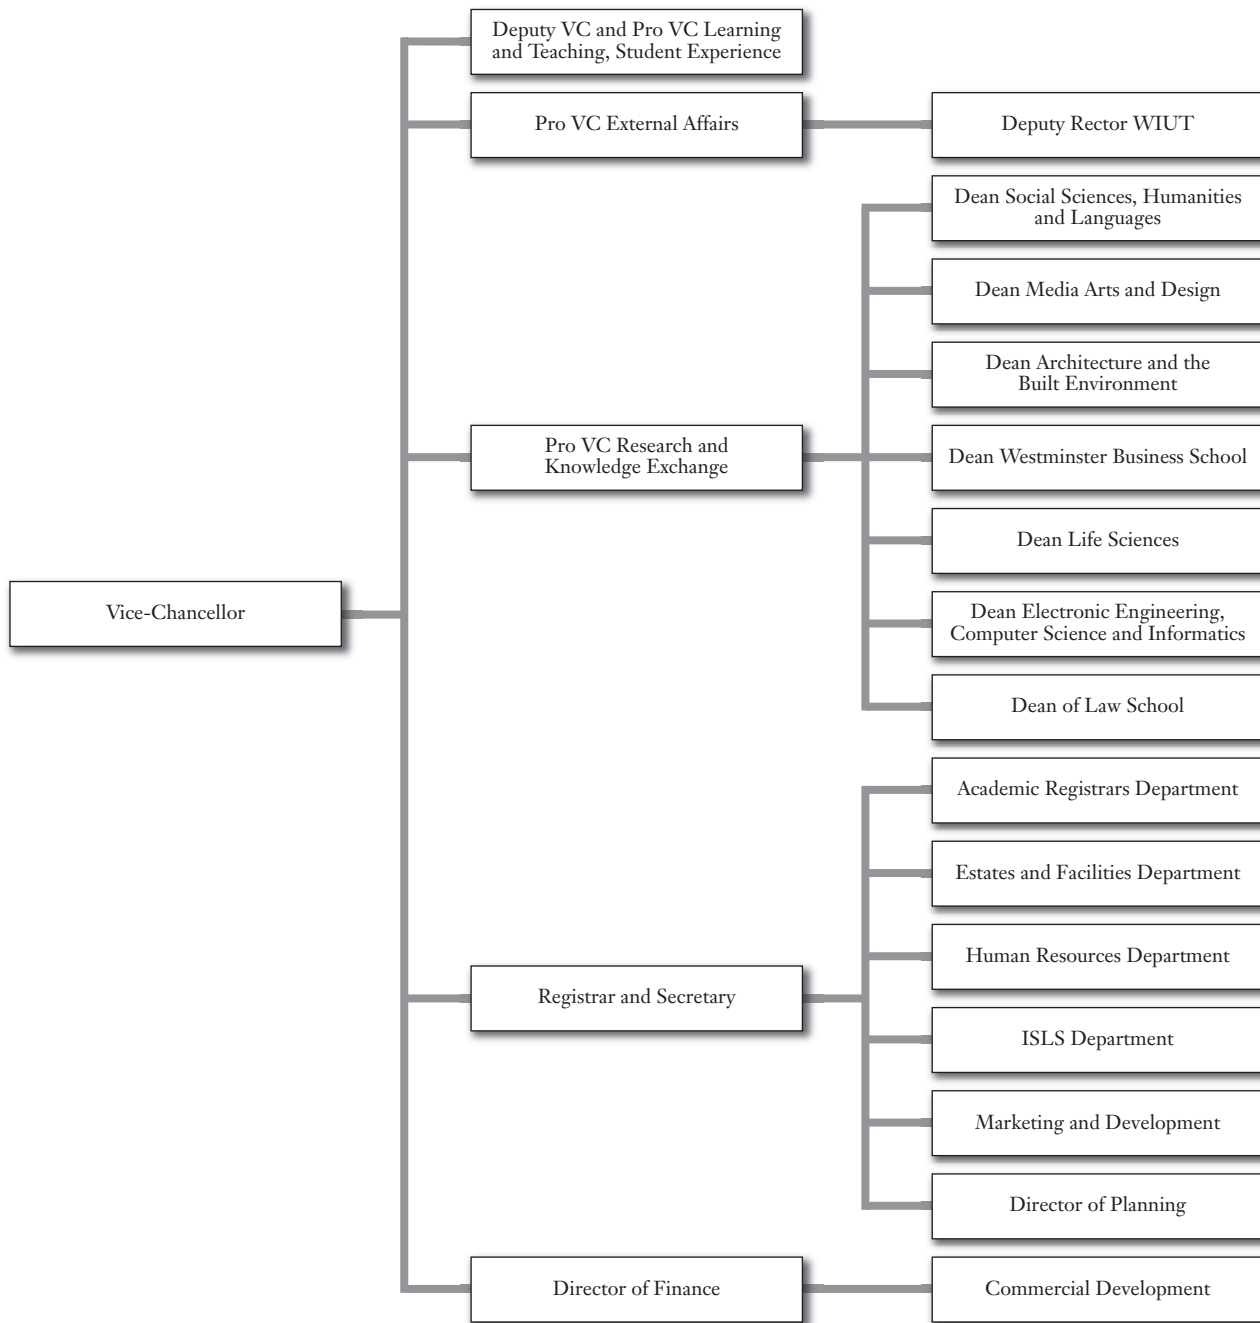 Deputy VC and Pro VC Learning
and Teaching, Student Experience
Pro VC External Affairs
Deputy Rector WIUT
Dean Social Sciences, Humanities
and Languages
Dean Media Arts and Design
Dean Architecture and the
Built Environment
Pro VC Research and
Knowledge Exchange
Dean Westminster Business School
Dean Life Sciences
Vice-Chancellor
Dean Electronic Engineering,
Computer Science and Informatics
Dean of Law School
Academic Registrars Department
Estates and Facilities Department
Human Resources Department
Registrar and Secretary
ISLS Department
Marketing and Development
Director of Planning
Director of Finance
Commercial Development